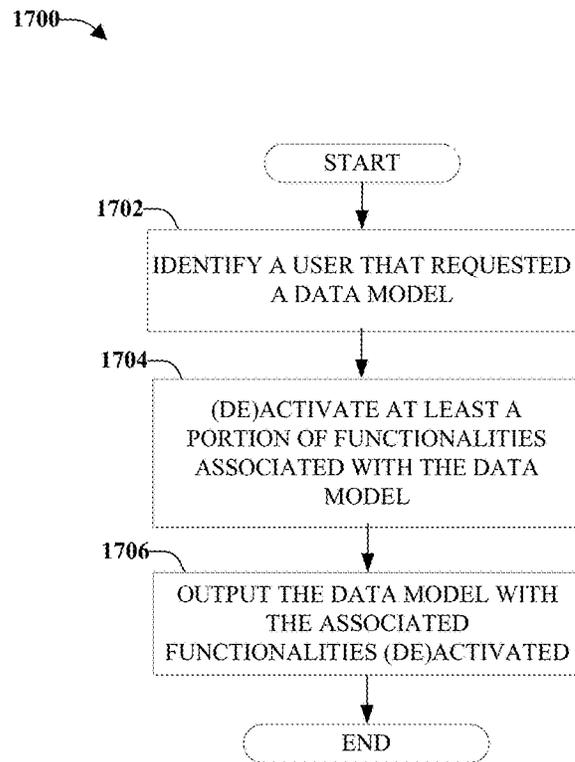 1700
START
1702
IDENTIFY A USER THAT REQUESTED
A DATA MODEL
1704
(DE)ACTIVATE AT LEAST A
PORTION OF FUNCTIONALITIES
ASSOCIATED WITH THE DATA
MODEL
1706
OUTPUT THE DATA MODEL WITH
THE ASSOCIATED
FUNCTIONALITIES (DE)ACTIVATED
END